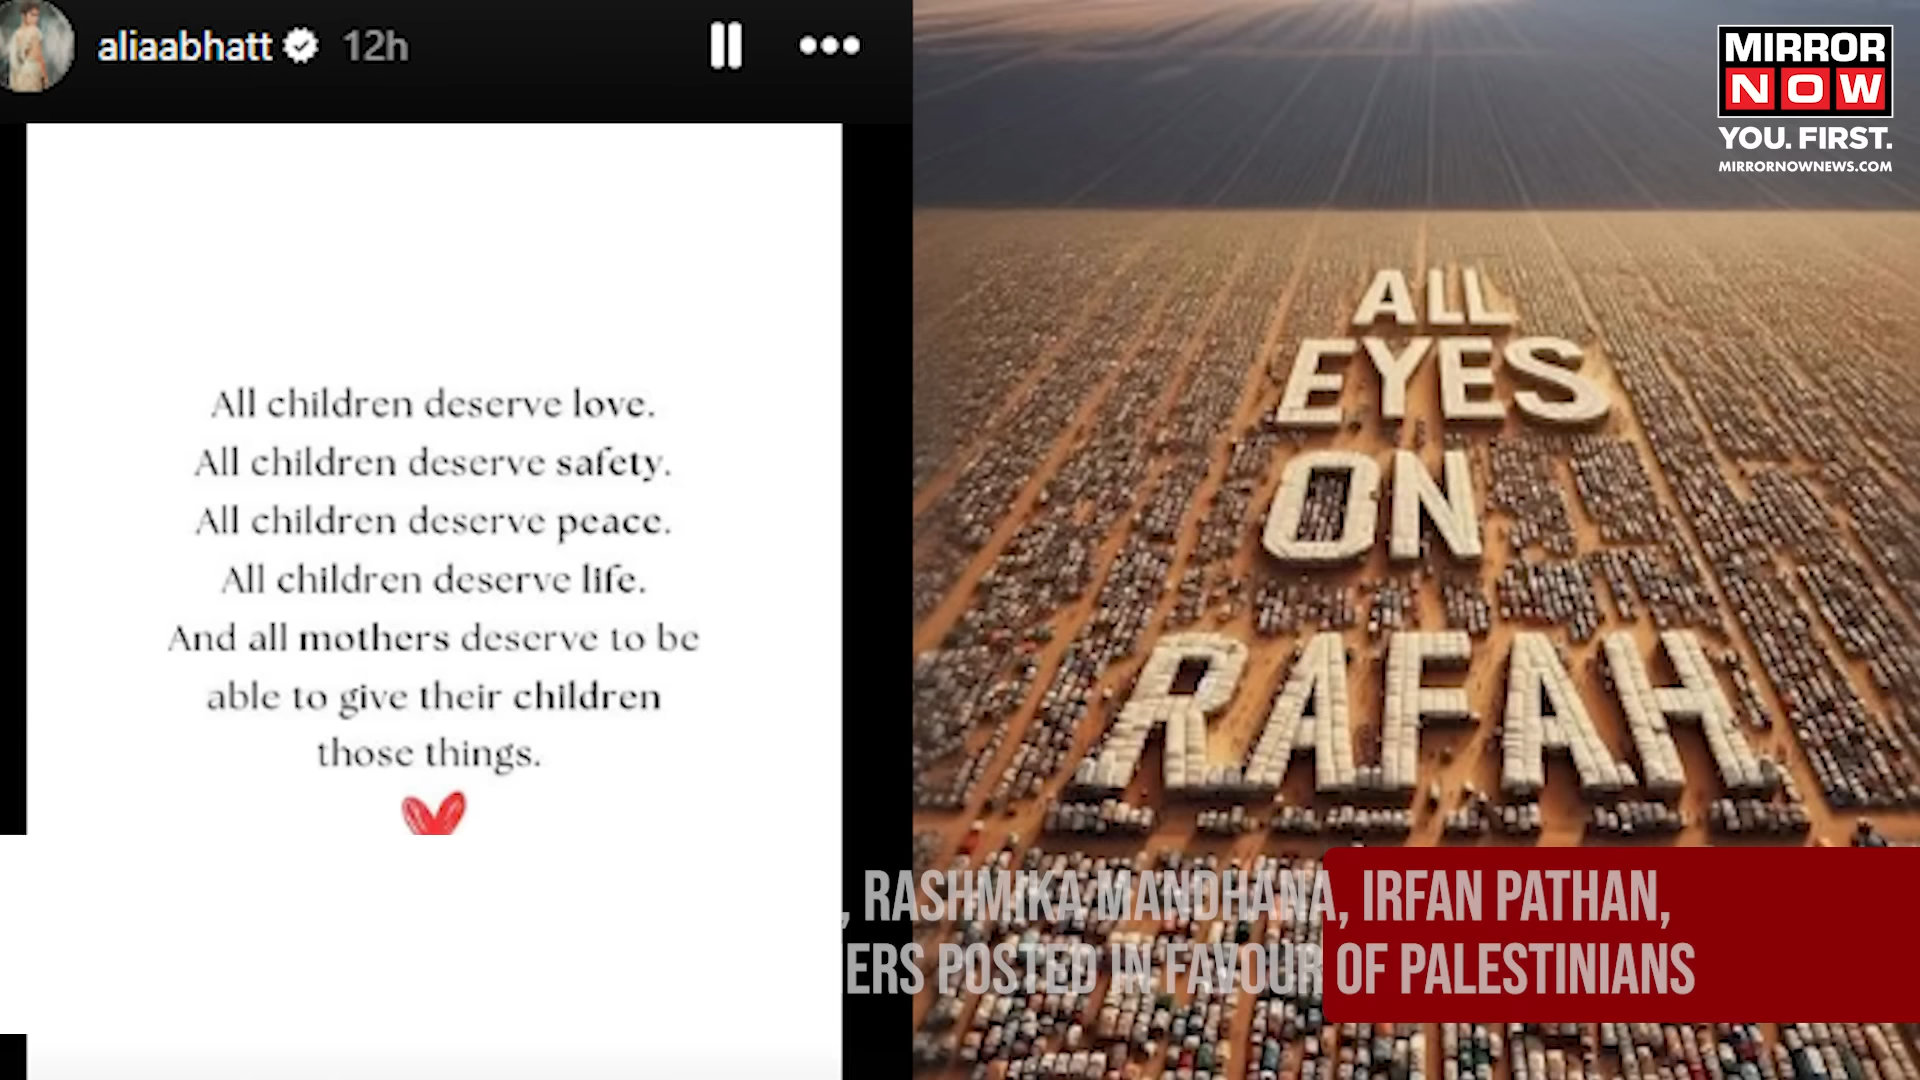 aliaabhatt 12h
All children deserve love.
All children deserve safety.
All children deserve peace.
All children deserve life.
And all mothers deserve to be
able to give their children
those things.
ALL
EYES
ON
RAFAH
MIRROR
NOW
YOU. FIRST.
MIRRORNOWNEWS.COM
, RASHMIKA MANDHANA, IRFAN PATHAN,
ERS POSTED IN FAVOUR OF PALESTINIANS